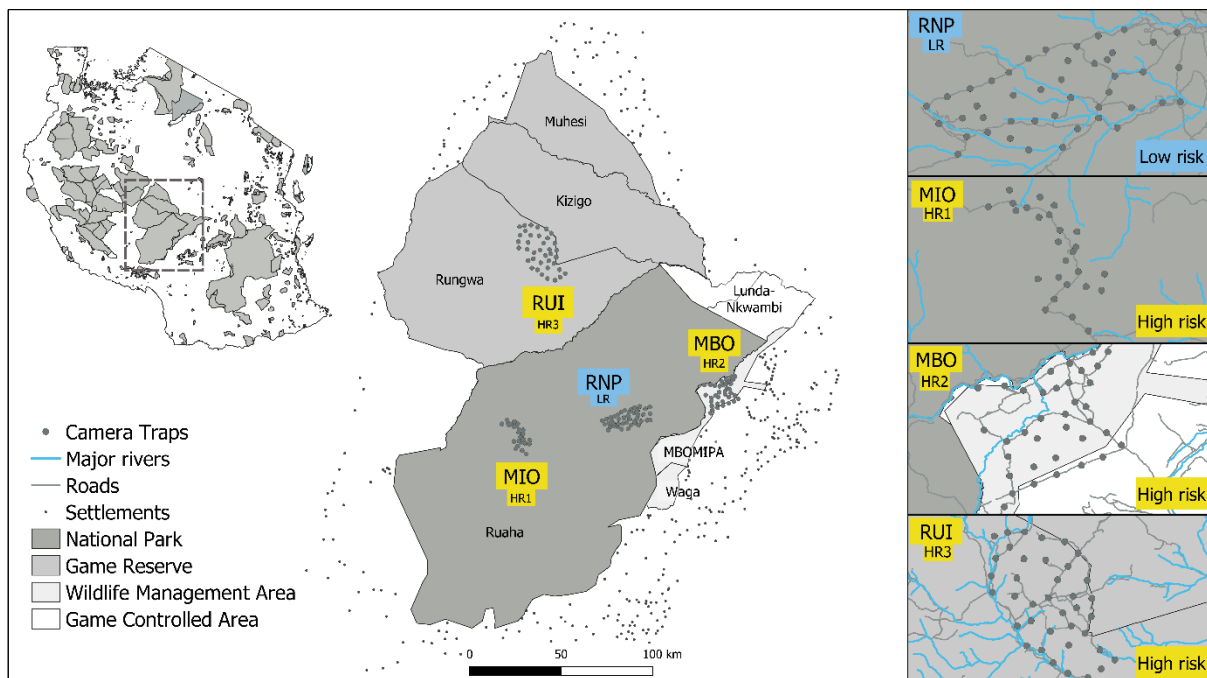 Muhesi
Kizigo
Rungwa
RUI
HR3
Lunda-
Nkwambi
MBO
HR2
RNP
LR
MIO
HR1
MBOMIPA
Waga
Ruaha
Camera Traps
Major rivers
Roads
Settlements
National Park
Game Reserve
Wildlife Management Area
Game Controlled Area
0 50 100 km
RNP
LR
Low risk
MIO
HR1
High risk
MBO
HR2
High risk
RUI
HR3
High risk